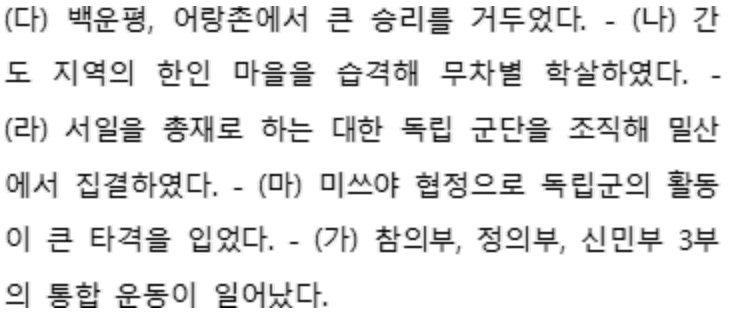 (다) 백운평, 어랑촌에서 큰 승리를 거두었다. - (나) 간
도 지역의 한인 마을을 습격해 무차별 학살하였다. -
(라) 서일을 총재로 하는 대한 독립 군단을 조직해 밀산
에서 집결하였다. - (마) 미쓰야 협정으로 독립군의 활동
이 큰 타격을 입었다. - (가) 참의부, 정의부, 신민부 3부
의 통합 운동이 일어났다.